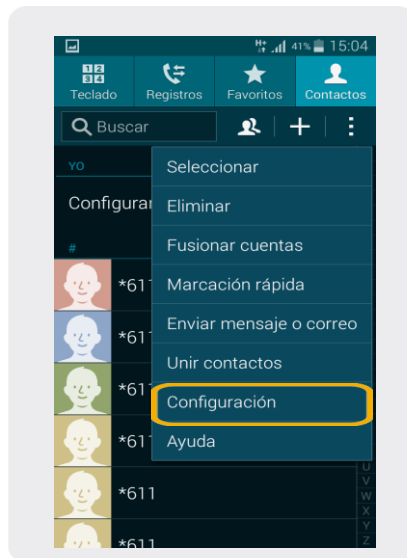 H+ 41% 15:04
Teclado Registros Favoritos Contactos
Buscar
YO
Seleccionar
Configurar
Eliminar
#
Fusionar cuentas
*611
Marcación rápida
*611
Enviar mensaje o correo
Unir contactos
*611
Configuración
*611
Ayuda
U
V
*611
W
X
Y
*611
Z